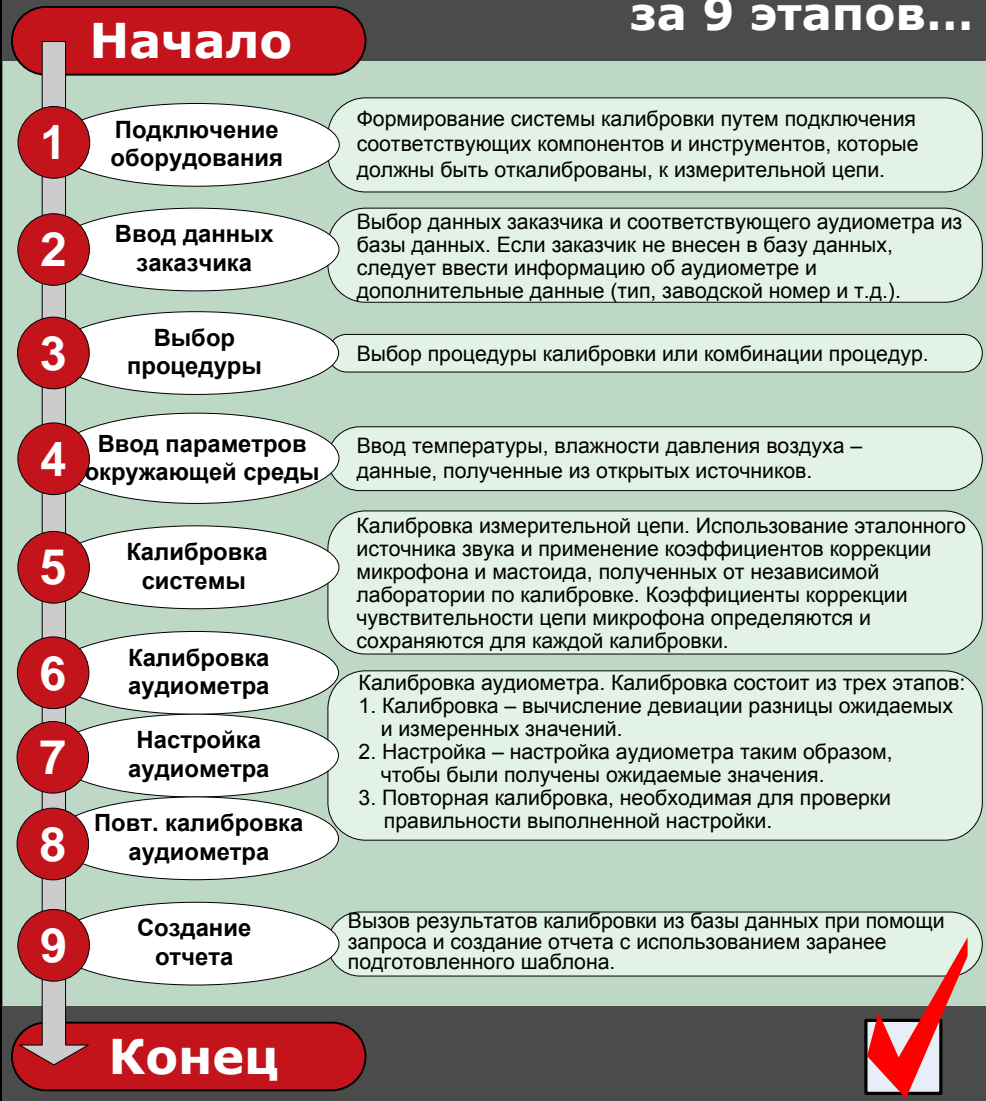 за 9 этапов...
Начало
1
Подключение
оборудования
Формирование системы калибровки путем подключения
соответствующих компонентов и инструментов, которые
должны быть откалиброваны, к измерительной цепи.
2
Ввод данных
заказчика
Выбор данных заказчика и соответствующего аудиометра из
базы данных. Если заказчик не внесен в базу данных,
следует ввести информацию об аудиометре и
дополнительные данные (тип, заводской номер и т.д.).
3
Выбор
процедуры
Выбор процедуры калибровки или комбинации процедур.
4
Ввод параметров
окружающей среды
Ввод температуры, влажности давления воздуха –
данные, полученные из открытых источников.
5
Калибровка
системы
Калибровка измерительной цепи. Использование эталонного
источника звука и применение коэффициентов коррекции
микрофона и мастоида, полученных от независимой
лаборатории по калибровке. Коэффициенты коррекции
чувствительности цепи микрофона определяются и
сохраняются для каждой калибровки.
6
Калибровка
аудиометра
7
Настройка
аудиометра
8
Повт. калибровка
аудиометра
Калибровка аудиометра. Калибровка состоит из трех этапов:
1. Калибровка – вычисление девиации разницы ожидаемых
и измеренных значений.
2. Настройка – настройка аудиометра таким образом,
чтобы были получены ожидаемые значения.
3. Повторная калибровка, необходимая для проверки
правильности выполненной настройки.
9
Создание
отчета
Вызов результатов калибровки из базы данных при помощи
запроса и создание отчета с использованием заранее
подготовленного шаблона.
Конец